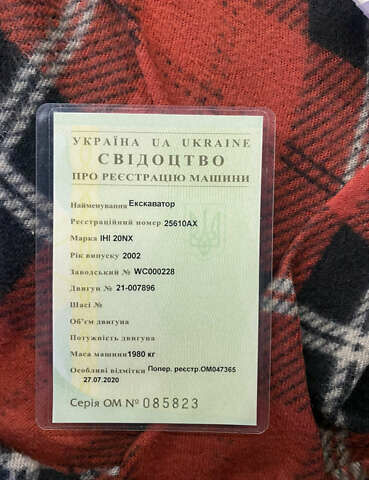 УКРАЇНА UA UKRAINE
СВІДОЦТВО
ПРО РЕЄСТРАЦІЮ МАШИНИ
Найменування Екскаватор
Реєстраційний номер 25610АХ
Марка IHI 20NX
Рік випуску 2002
Заводський № WC000228
Двигун № 21-007896
Шасі №
Об'єм двигуна
Потужність двигуна
Маса машини 1980 кг
Особливі відмітки Попер. реєстр.ОМ047365
27.07.2020
Серія ОМ № 085823